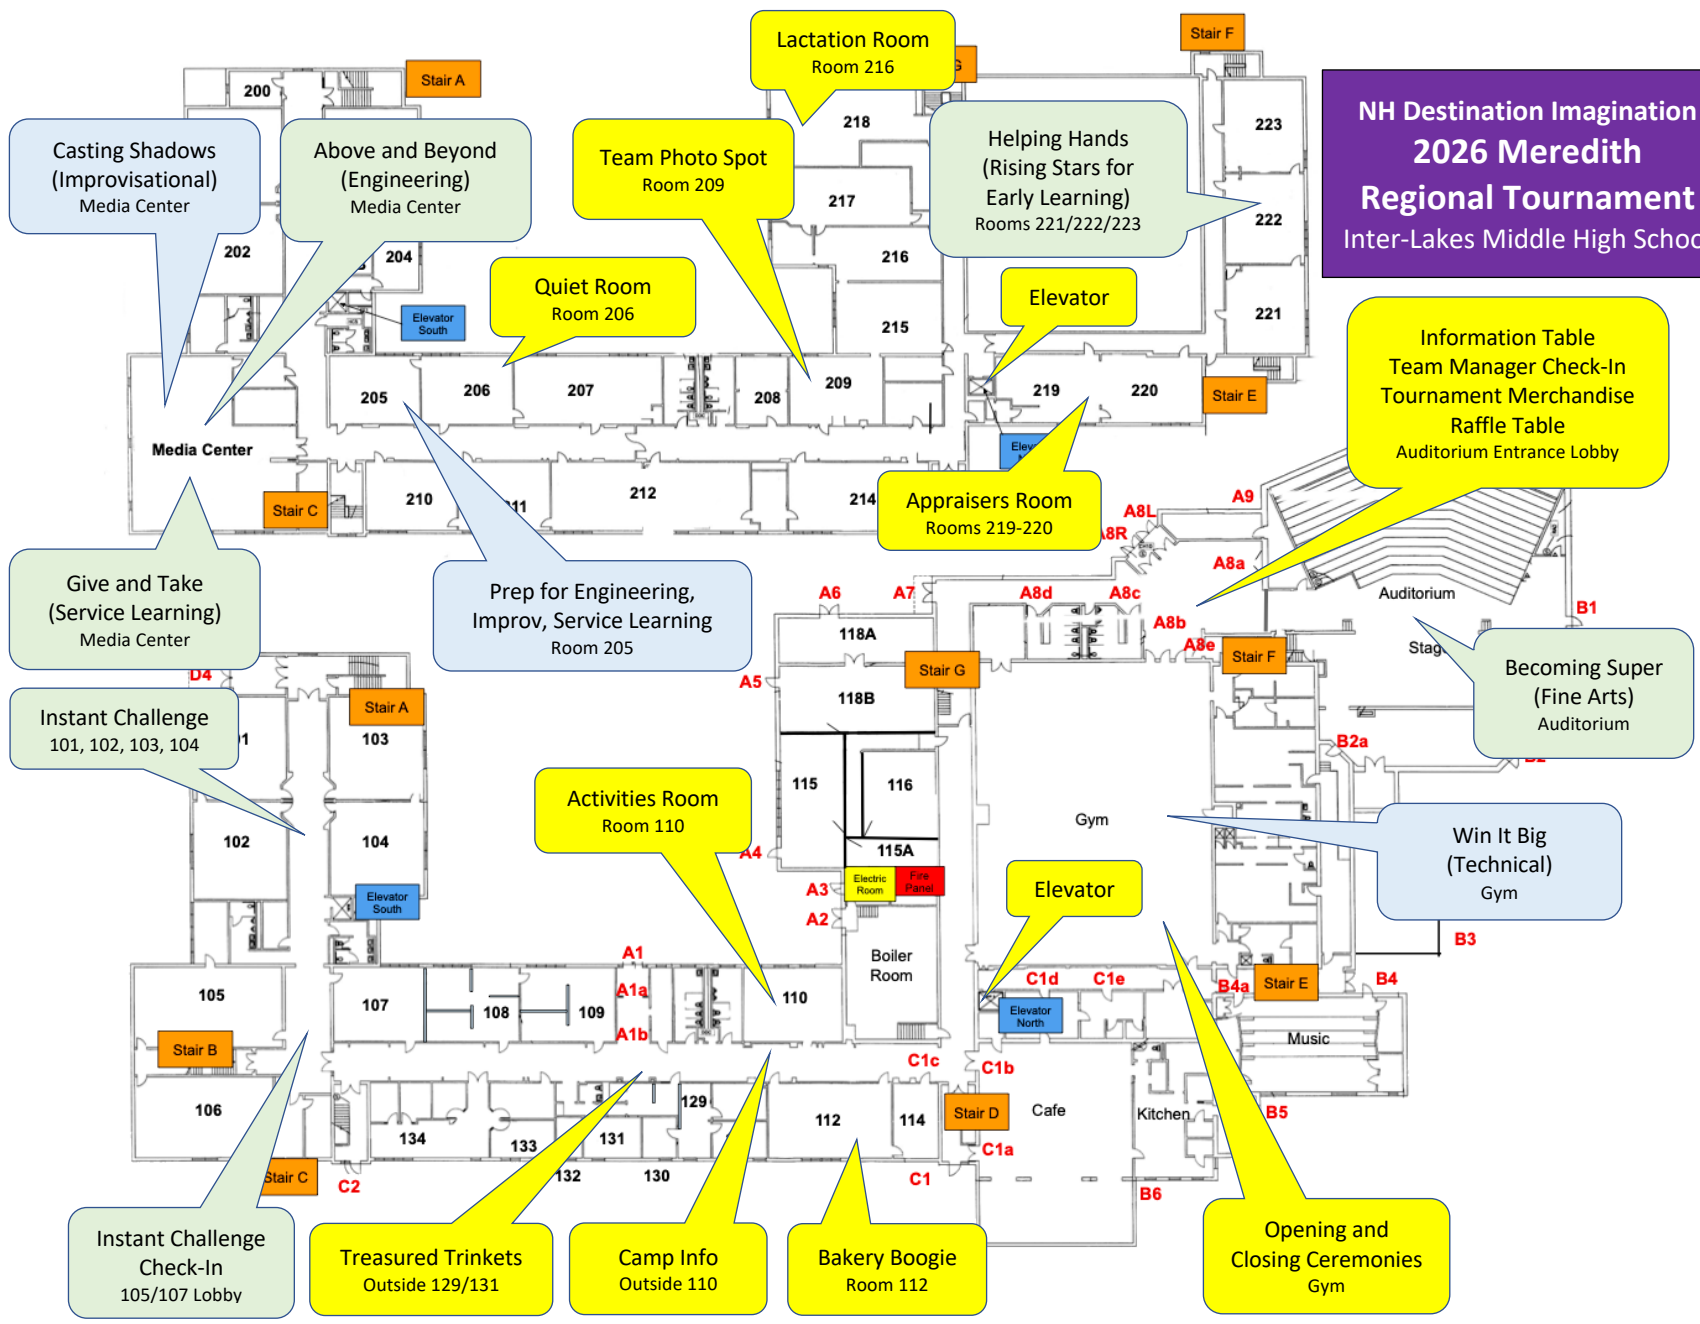 Stair F
Lactation Room
Room 216
G
Stair A
200
NH Destination Imagination
2026 Meredith
Regional Tournament
Inter-Lakes Middle High School
Casting Shadows
(Improvisational)
Media Center
Above and Beyond
(Engineering)
Media Center
Team Photo Spot
Room 209
218
Helping Hands
(Rising Stars for
Early Learning)
Rooms 221/222/223
223
217
222
202
204
216
Quiet Room
Room 206
Elevator
221
Elevator
South
215
Information Table
Team Manager Check-In
Tournament Merchandise
Raffle Table
Auditorium Entrance Lobby
205
206
207
208
209
219
220
Stair E
Media Center
Elevator
210
211
212
214
Stair C
Appraisers Room
Rooms 219-220
A9
A8L
A8R
A8a
Give and Take
(Service Learning)
Media Center
Prep for Engineering,
Improv, Service Learning
Room 205
A6
A7
A8d
A8c
Auditorium
B1
118A
A8b
A8e
Stage
Stair F
Becoming Super
(Fine Arts)
Auditorium
D4
A5
Stair G
118B
Instant Challenge
101, 102, 103, 104
Stair A
103
B2a
B2
115
116
Activities Room
Room 110
Gym
102
104
A4
115A
Win It Big
(Technical)
Gym
Electric
Room
Fire
Panel
A3
Elevator
Elevator
South
A2
B3
A1
Boiler
Room
105
107
108
A1a
109
110
C1d
C1e
B4a
Stair E
B4
Elevator
North
A1b
Music
Stair B
C1c
C1b
106
129
112
114
Stair D
Cafe
Kitchen
B5
134
133
131
C1a
Stair C
C2
132
130
C1
B6
Instant Challenge
Check-In
105/107 Lobby
Treasured Trinkets
Outside 129/131
Camp Info
Outside 110
Bakery Boogie
Room 112
Opening and
Closing Ceremonies
Gym